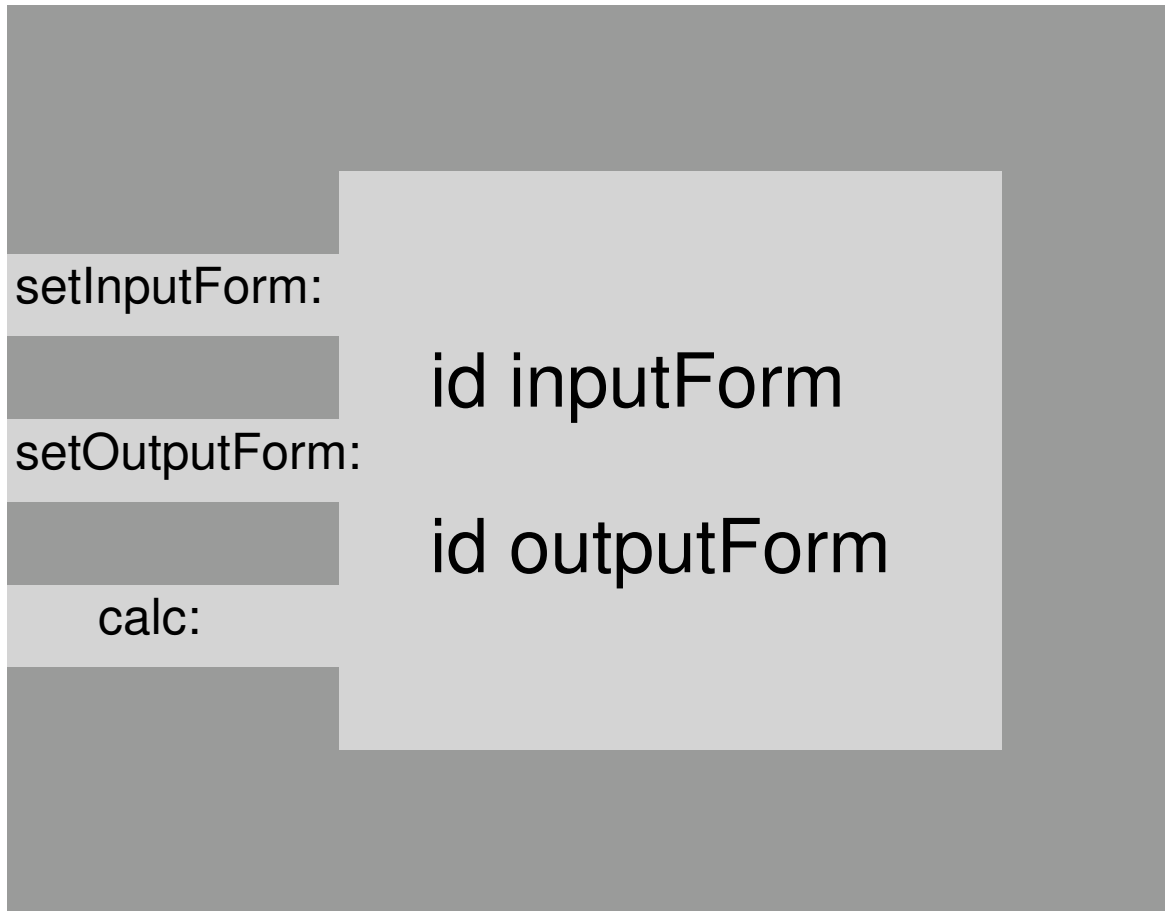 setInputForm:
id inputForm
setOutputForm:
id outputForm
calc: